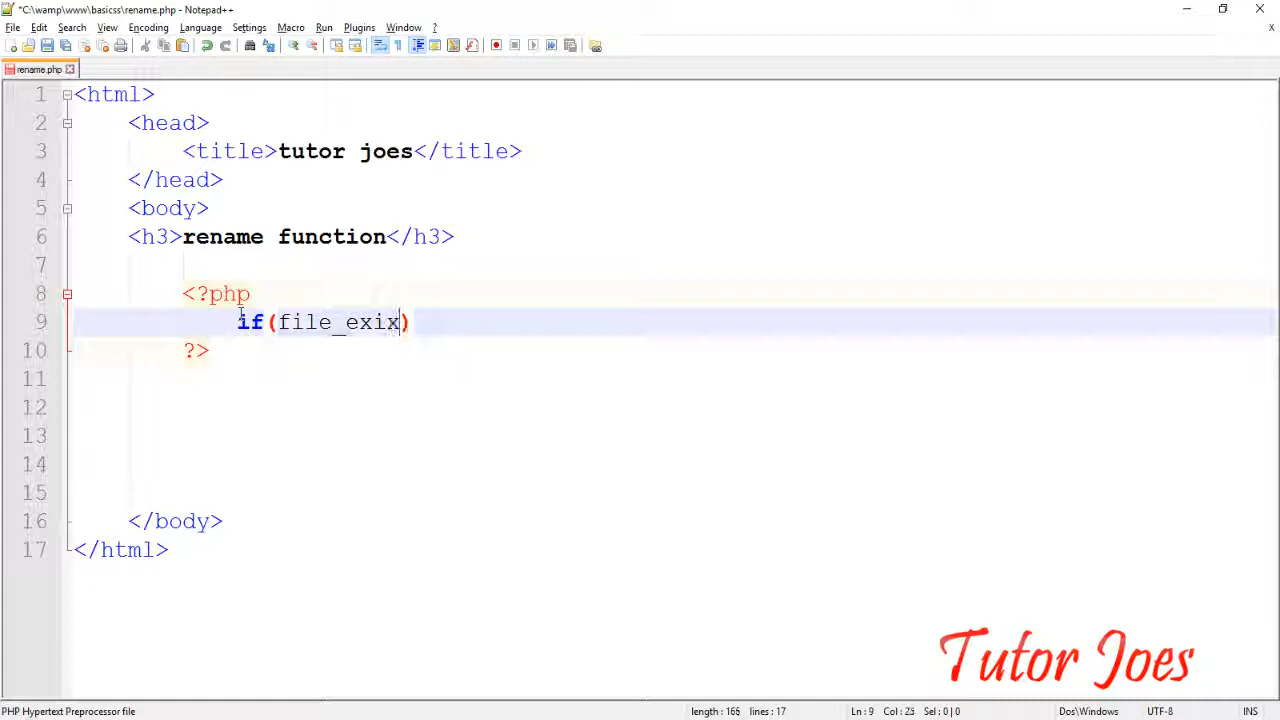 *C:\wamp\www\basicss\rename.php - Notepad++
File Edit Search View Encoding Language Settings Macro Run Plugins Window ?
rename.php
1 <html>
2 <head>
3 <title>tutor joes</title>
4 </head>
5 <body>
6 <h3>rename function</h3>
7
8 <?php
9 if(file_exix)
10 ?>
11
12
13
14
15
16 </body>
17 </html>
Tutor Joes
PHP Hypertext Preprocessor file length : 165 lines : 17 Ln : 9 Col : 25 Sel : 0 | 0 Dos\Windows UTF-8 INS